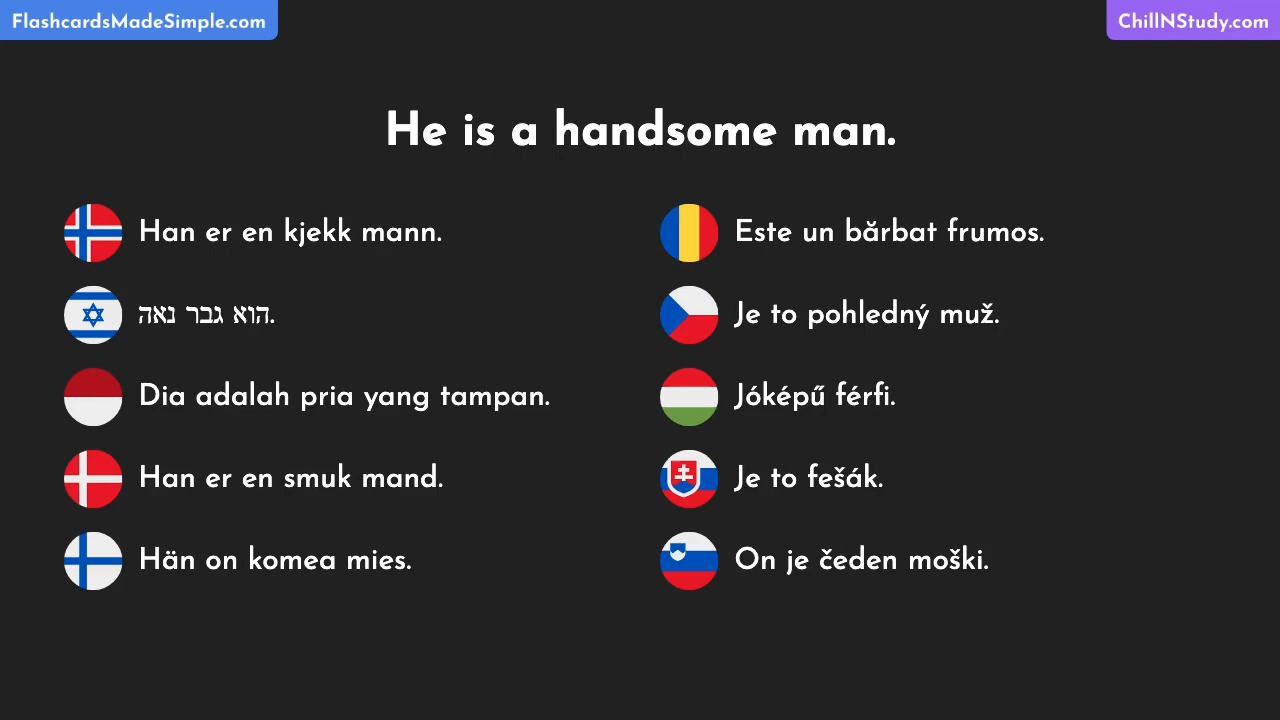 FlashcardsMadeSimple.com
ChillNStudy.com
He is a handsome man.
Han er en kjekk mann.
הוא גבר נאה.
Dia adalah pria yang tampan.
Han er en smuk mand.
Hän on komea mies.
Este un bărbat frumos.
Je to pohledný muž.
Jóképű férfi.
Je to fešák.
On je čeden moški.